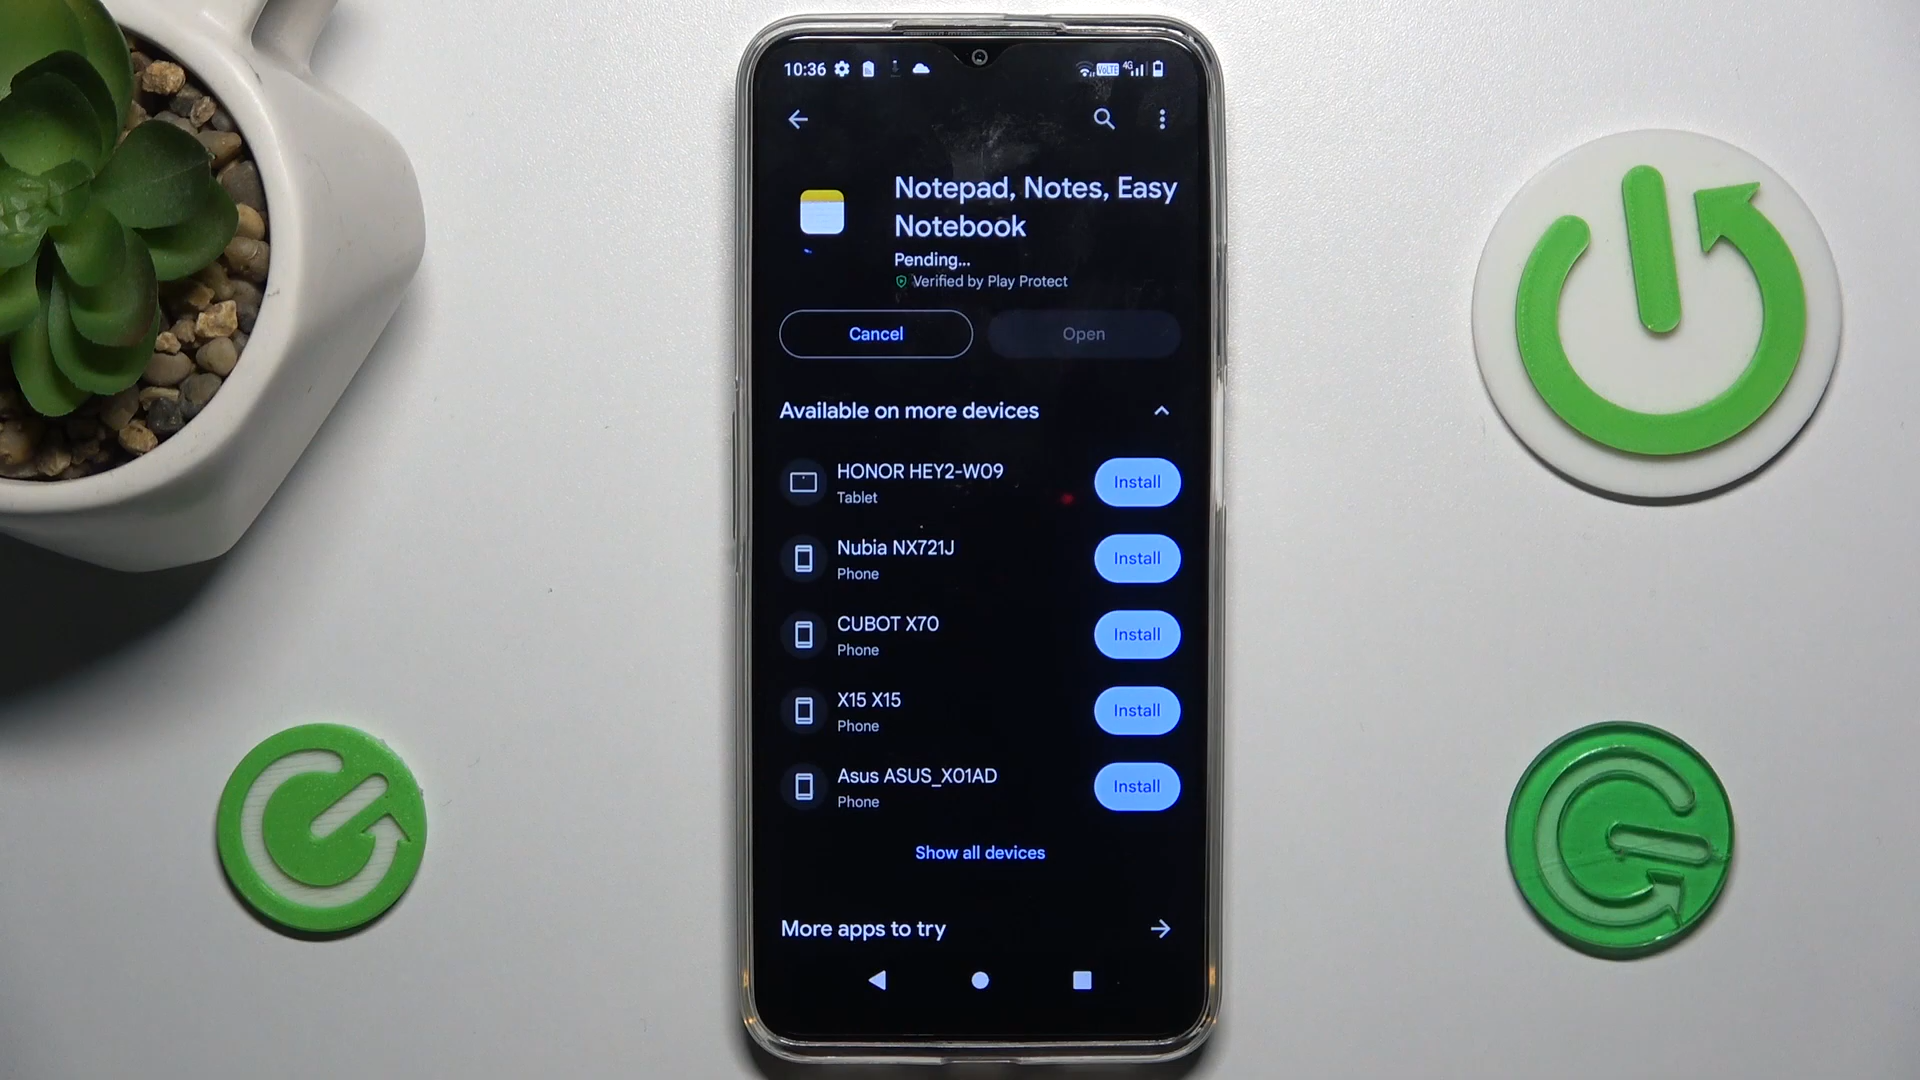 10:36 VoLTE 4G
Notepad, Notes, Easy
Notebook
Pending...
Verified by Play Protect
Cancel Open
Available on more devices
HONOR HEY2-W09
Tablet
Install
Nubia NX721J
Phone
Install
CUBOT X70
Phone
Install
X15 X15
Phone
Install
Asus ASUS_X01AD
Phone
Install
Show all devices
More apps to try